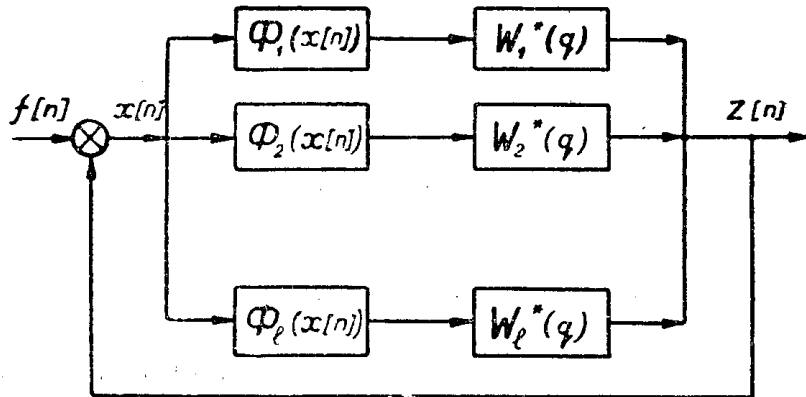 Φ₁(x[n]) W₁*(q)
f[n] x[n] Φ₂(x[n]) W₂*(q) Z[n]
Φℓ(x[n]) Wℓ*(q)